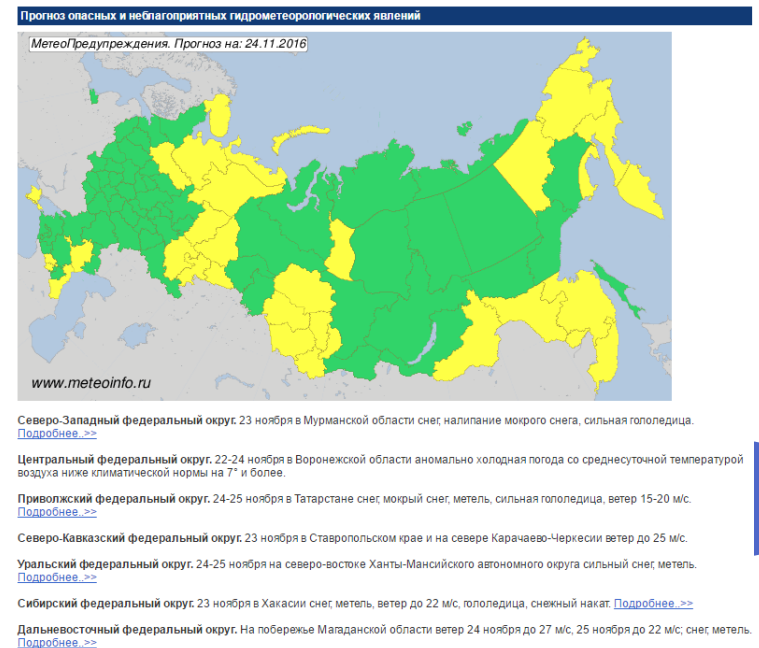 Прогноз опасных и неблагоприятных гидрометеорологических явлений
МетеоПредупреждения. Прогноз на: 24.11.2016
www.meteoinfo.ru
Северо-Западный федеральный округ. 23 ноября в Мурманской области снег, налипание мокрого снега, сильная гололедица.
Подробнее..>>
Центральный федеральный округ. 22-24 ноября в Воронежской области аномально холодная погода со среднесуточной температурой
воздуха ниже климатической нормы на 7° и более.
Приволжский федеральный округ. 24-25 ноября в Татарстане снег, мокрый снег, метель, сильная гололедица, ветер 15-20 м/с.
Подробнее..>>
Северо-Кавказский федеральный округ. 23 ноября в Ставропольском крае и на севере Карачаево-Черкесии ветер до 25 м/с.
Уральский федеральный округ. 24-25 ноября на северо-востоке Ханты-Мансийского автономного округа сильный снег, метель.
Подробнее..>>
Сибирский федеральный округ. 23 ноября в Хакасии снег, метель, ветер до 22 м/с, гололедица, снежный накат. Подробнее..>>
Дальневосточный федеральный округ. На побережье Магаданской области ветер 24 ноября до 27 м/с, 25 ноября до 22 м/с; снег, метель.
Подробнее..>>